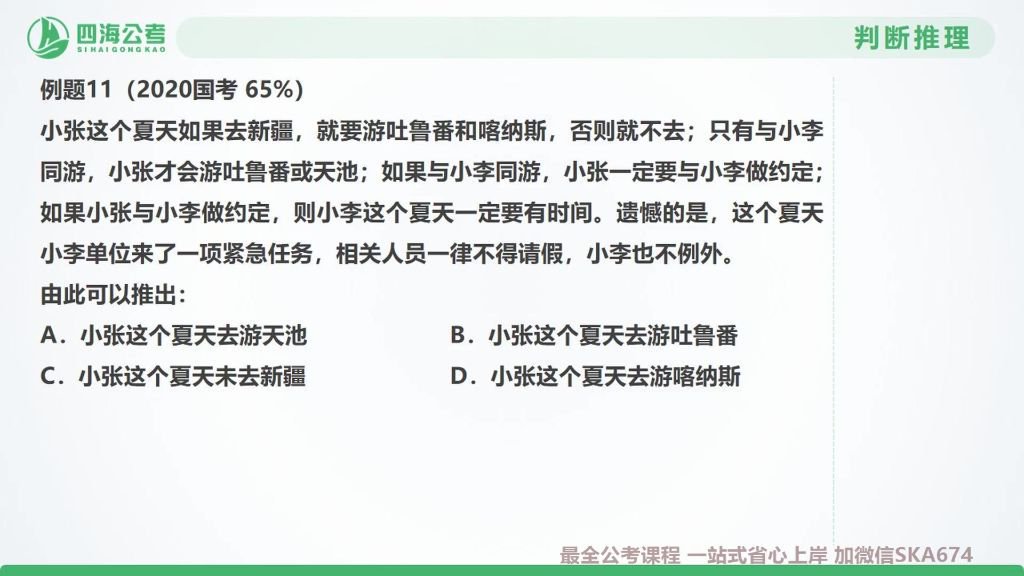 四海公考
SIHAIGONGKAO
判断推理
例题11（2020国考 65%）
小张这个夏天如果去新疆，就要游吐鲁番和喀纳斯，否则就不去；只有与小李
同游，小张才会游吐鲁番或天池；如果与小李同游，小张一定要与小李做约定；
如果小张与小李做约定，则小李这个夏天一定要有时间。遗憾的是，这个夏天
小李单位来了一项紧急任务，相关人员一律不得请假，小李也不例外。
由此可以推出：
A．小张这个夏天去游天池 B．小张这个夏天去游吐鲁番
C．小张这个夏天未去新疆 D．小张这个夏天去游喀纳斯
最全公考课程 一站式省心上岸 加微信SKA674